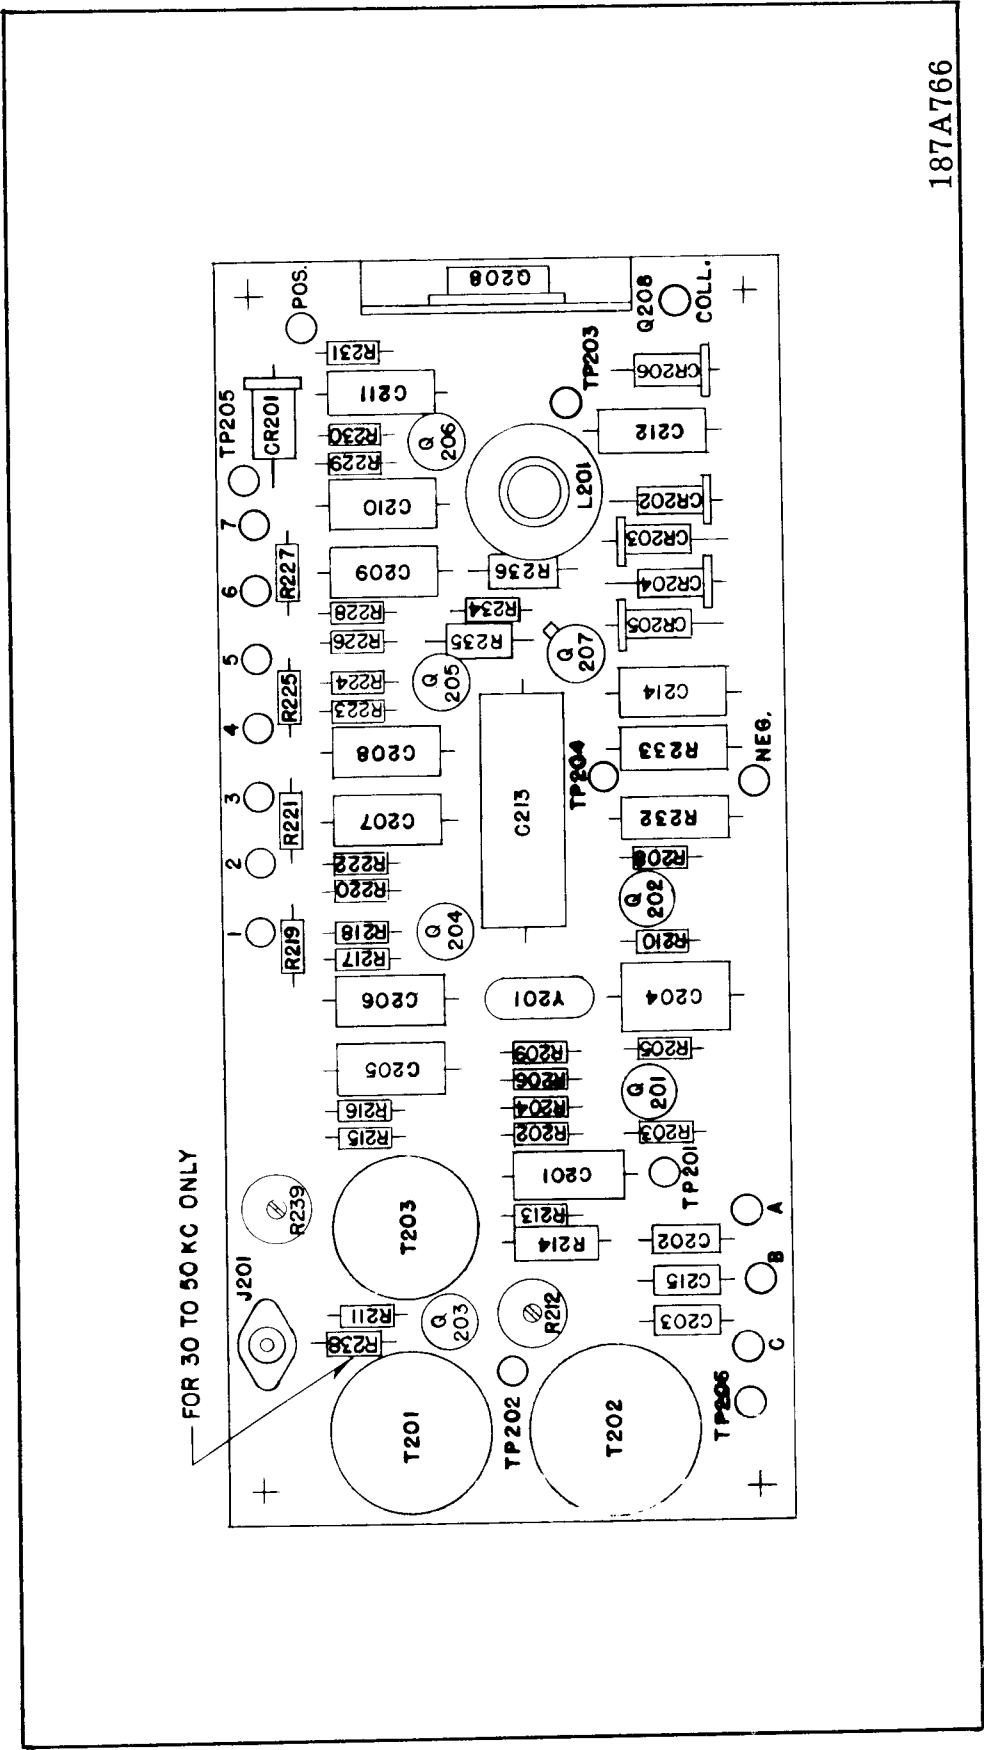 187A766
FOR 30 TO 50 KC ONLY
J201
R239
1
2
3
4
5
6
7
TP205
POS.
R219
R221
R225
R227
CR201
T201
R238
R211
T203
R215
R216
C205
C206
R217
R218
R220
R222
C207
C208
R223
R224
R226
R228
C209
C210
R229
R230
C211
R231
Q
203
Q
204
Q
205
Q
206
Q208
TP202
R212
R214
R213
C201
R202
R204
R206
R209
Y201
C213
R235
R234
R236
L201
TP203
T202
Q
207
TP204
C203
C215
C202
TP201
R203
Q
201
R205
C204
R210
Q
202
R208
R232
R233
C214
CR205
CR204
CR203
CR202
C212
CR206
Q208
COLL.
TP206
C
B
A
NEG.